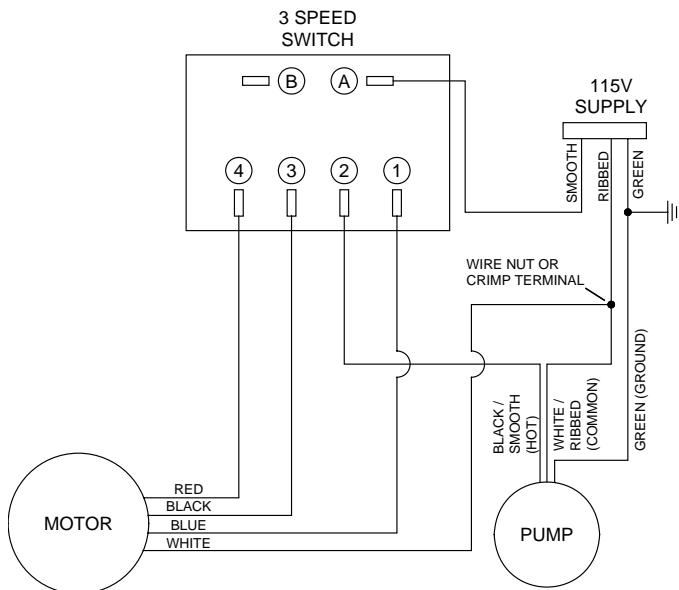 3 SPEED
SWITCH
B
A
115V
SUPPLY
4
3
2
1
SMOOTH
RIBBED
GREEN
WIRE NUT OR
CRIMP TERMINAL
BLACK /
SMOOTH
(HOT)
WHITE /
RIBBED
(COMMON)
GREEN (GROUND)
RED
BLACK
BLUE
WHITE
MOTOR
PUMP